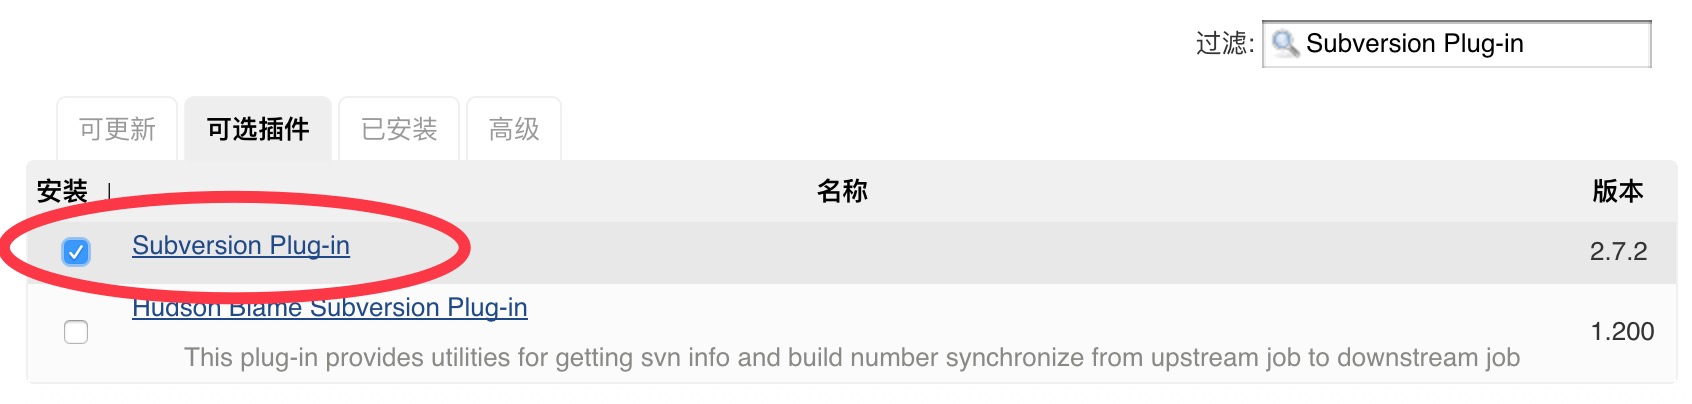 过滤: Subversion Plug-in
可更新 可选插件 已安装 高级
安装 名称 版本
Subversion Plug-in 2.7.2
Hudson Blame Subversion Plug-in 1.200
This plug-in provides utilities for getting svn info and build number synchronize from upstream job to downstream job